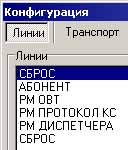 Конфигурация
Линии Транспорт
Линии
СБРОС
АБОНЕНТ
РМ ОВТ
РМ ПРОТОКОЛ КС
РМ ДИСПЕТЧЕРА
СБРОС